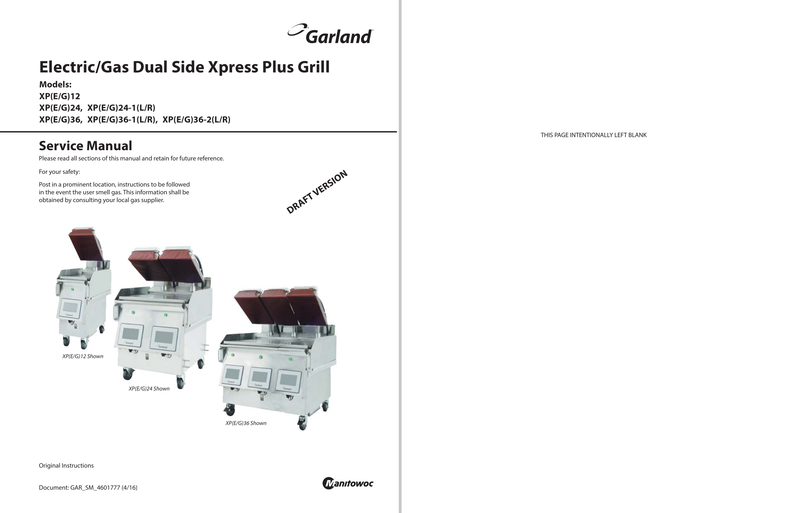 Garland
Electric/Gas Dual Side Xpress Plus Grill
Models:
XP(E/G)12
XP(E/G)24, XP(E/G)24-1(L/R)
XP(E/G)36, XP(E/G)36-1(L/R), XP(E/G)36-2(L/R)
Service Manual
Please read all sections of this manual and retain for future reference.
For your safety:
Post in a prominent location, instructions to be followed
in the event the user smell gas. This information shall be
obtained by consulting your local gas supplier.
DRAFT VERSION
XP(E/G)12 Shown
XP(E/G)24 Shown
XP(E/G)36 Shown
Original Instructions
Document: GAR_SM_4601777 (4/16)
Manitowoc
THIS PAGE INTENTIONALLY LEFT BLANK